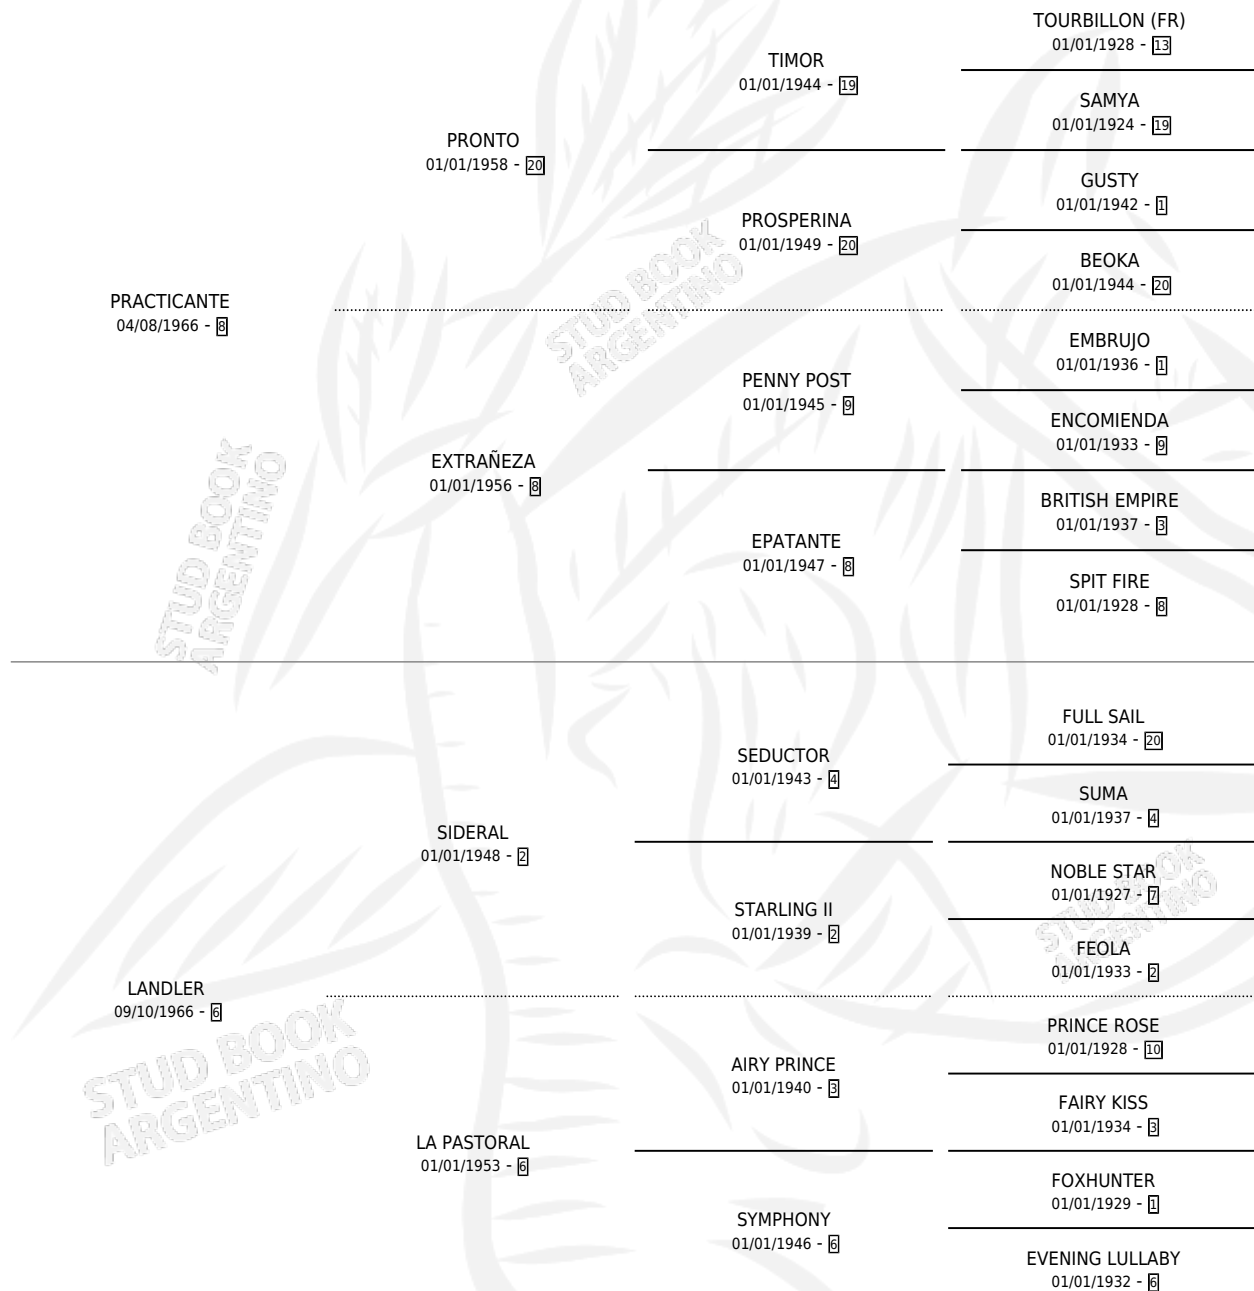 TOURBILLON (FR)
01/01/1928 - 13
TIMOR
01/01/1944 - 19
SAMYA
01/01/1924 - 19
PRONTO
01/01/1958 - 20
GUSTY
01/01/1942 - 1
PROSPERINA
01/01/1949 - 20
BEOKA
01/01/1944 - 20
PRACTICANTE
04/08/1966 - 8
EMBRUJO
01/01/1936 - 1
PENNY POST
01/01/1945 - 9
ENCOMIENDA
01/01/1933 - 9
EXTRAÑEZA
01/01/1956 - 8
BRITISH EMPIRE
01/01/1937 - 3
EPATANTE
01/01/1947 - 8
SPIT FIRE
01/01/1928 - 8
STUD BOOK
ARGENTINO
STUD BOOK
ARGENTINO
FULL SAIL
01/01/1934 - 20
SEDUCTOR
01/01/1943 - 4
SUMA
01/01/1937 - 4
SIDERAL
01/01/1948 - 2
NOBLE STAR
01/01/1927 - 7
STARLING II
01/01/1939 - 2
FEOLA
01/01/1933 - 2
STUD BOOK
ARGENTINO
LANDLER
09/10/1966 - 6
PRINCE ROSE
01/01/1928 - 10
AIRY PRINCE
01/01/1940 - 3
FAIRY KISS
01/01/1934 - 3
LA PASTORAL
01/01/1953 - 6
FOXHUNTER
01/01/1929 - 1
SYMPHONY
01/01/1946 - 6
EVENING LULLABY
01/01/1932 - 6
STUD BOOK
ARGENTINO